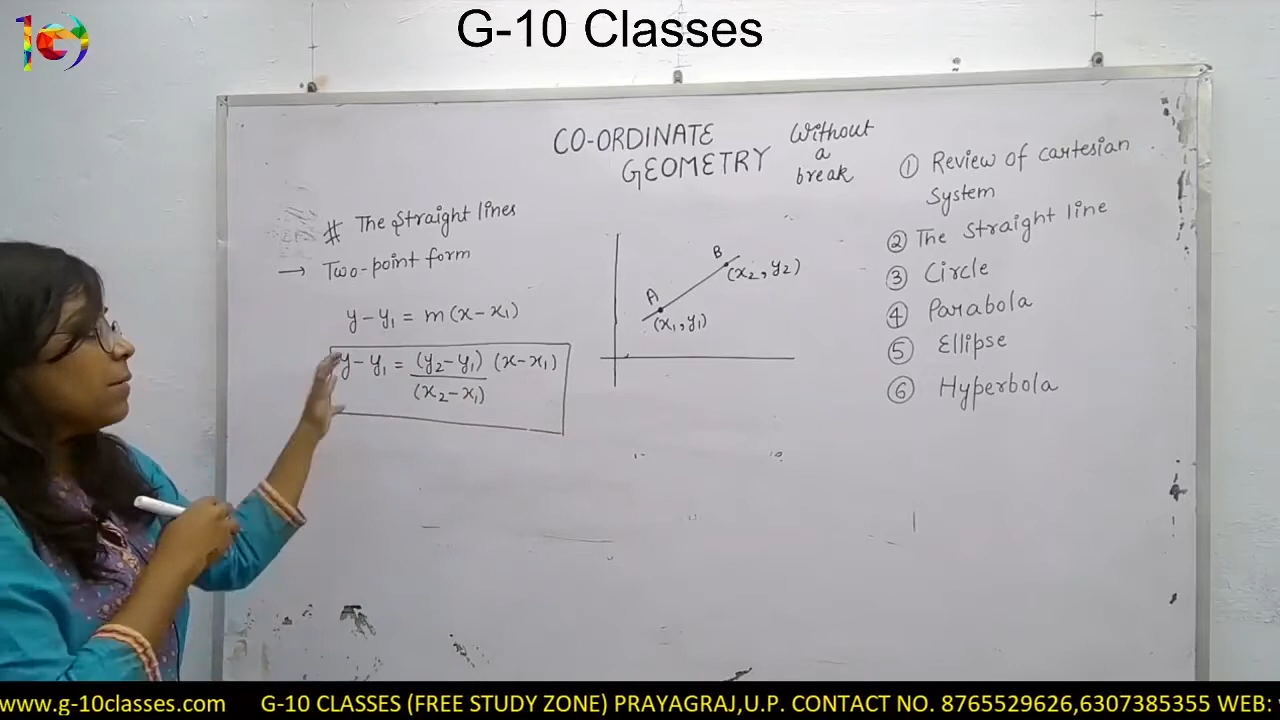 G-10 Classes
CO-ORDINATE
GEOMETRY
Without
a
break
# The straight lines
→ Two-point form
y - y₁ = m(x - x₁)
y - y₁ = (y₂ - y₁) (x - x₁)
(x₂ - x₁)
A
(x₁, y₁)
B
(x₂, y₂)
① Review of cartesian
system
② The straight line
③ Circle
④ Parabola
⑤ Ellipse
⑥ Hyperbola
www.g-10classes.com G-10 CLASSES (FREE STUDY ZONE) PRAYAGRAJ,U.P. CONTACT NO. 8765529626,6307385355 WEB: